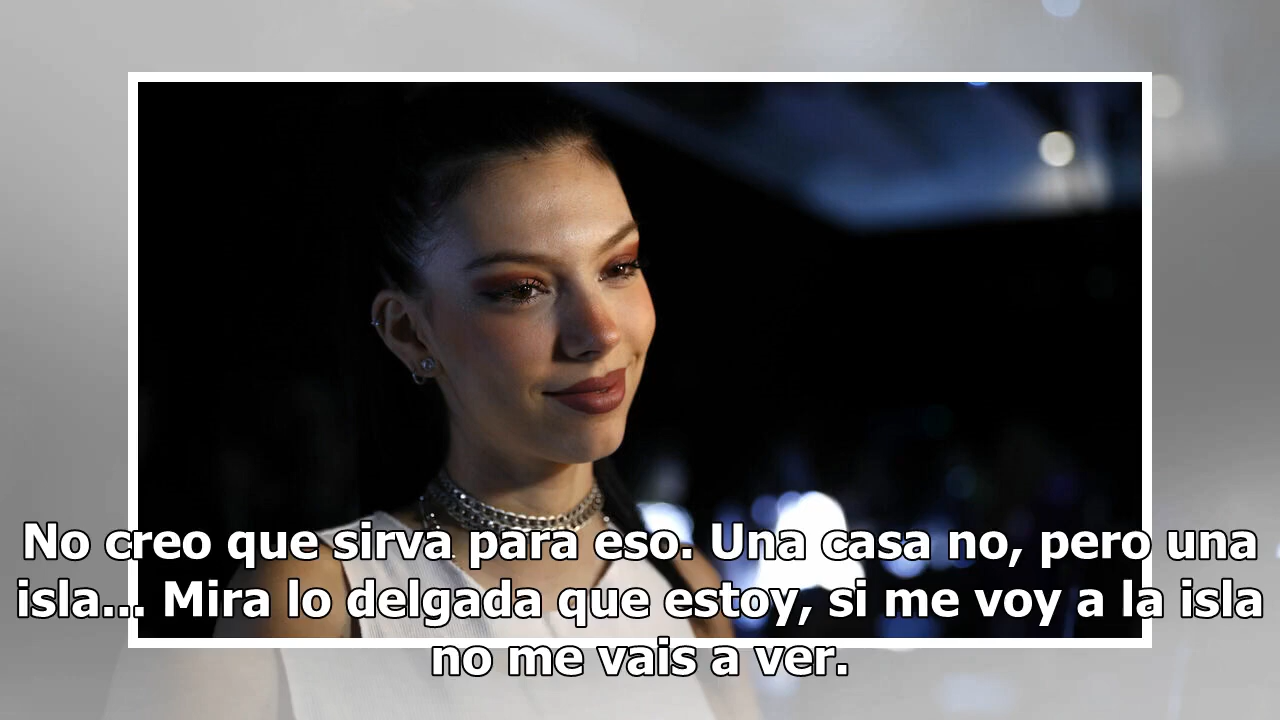 No creo que sirva para eso. Una casa no, pero una
isla... Mira lo delgada que estoy, si me voy a la isla
no me vais a ver.